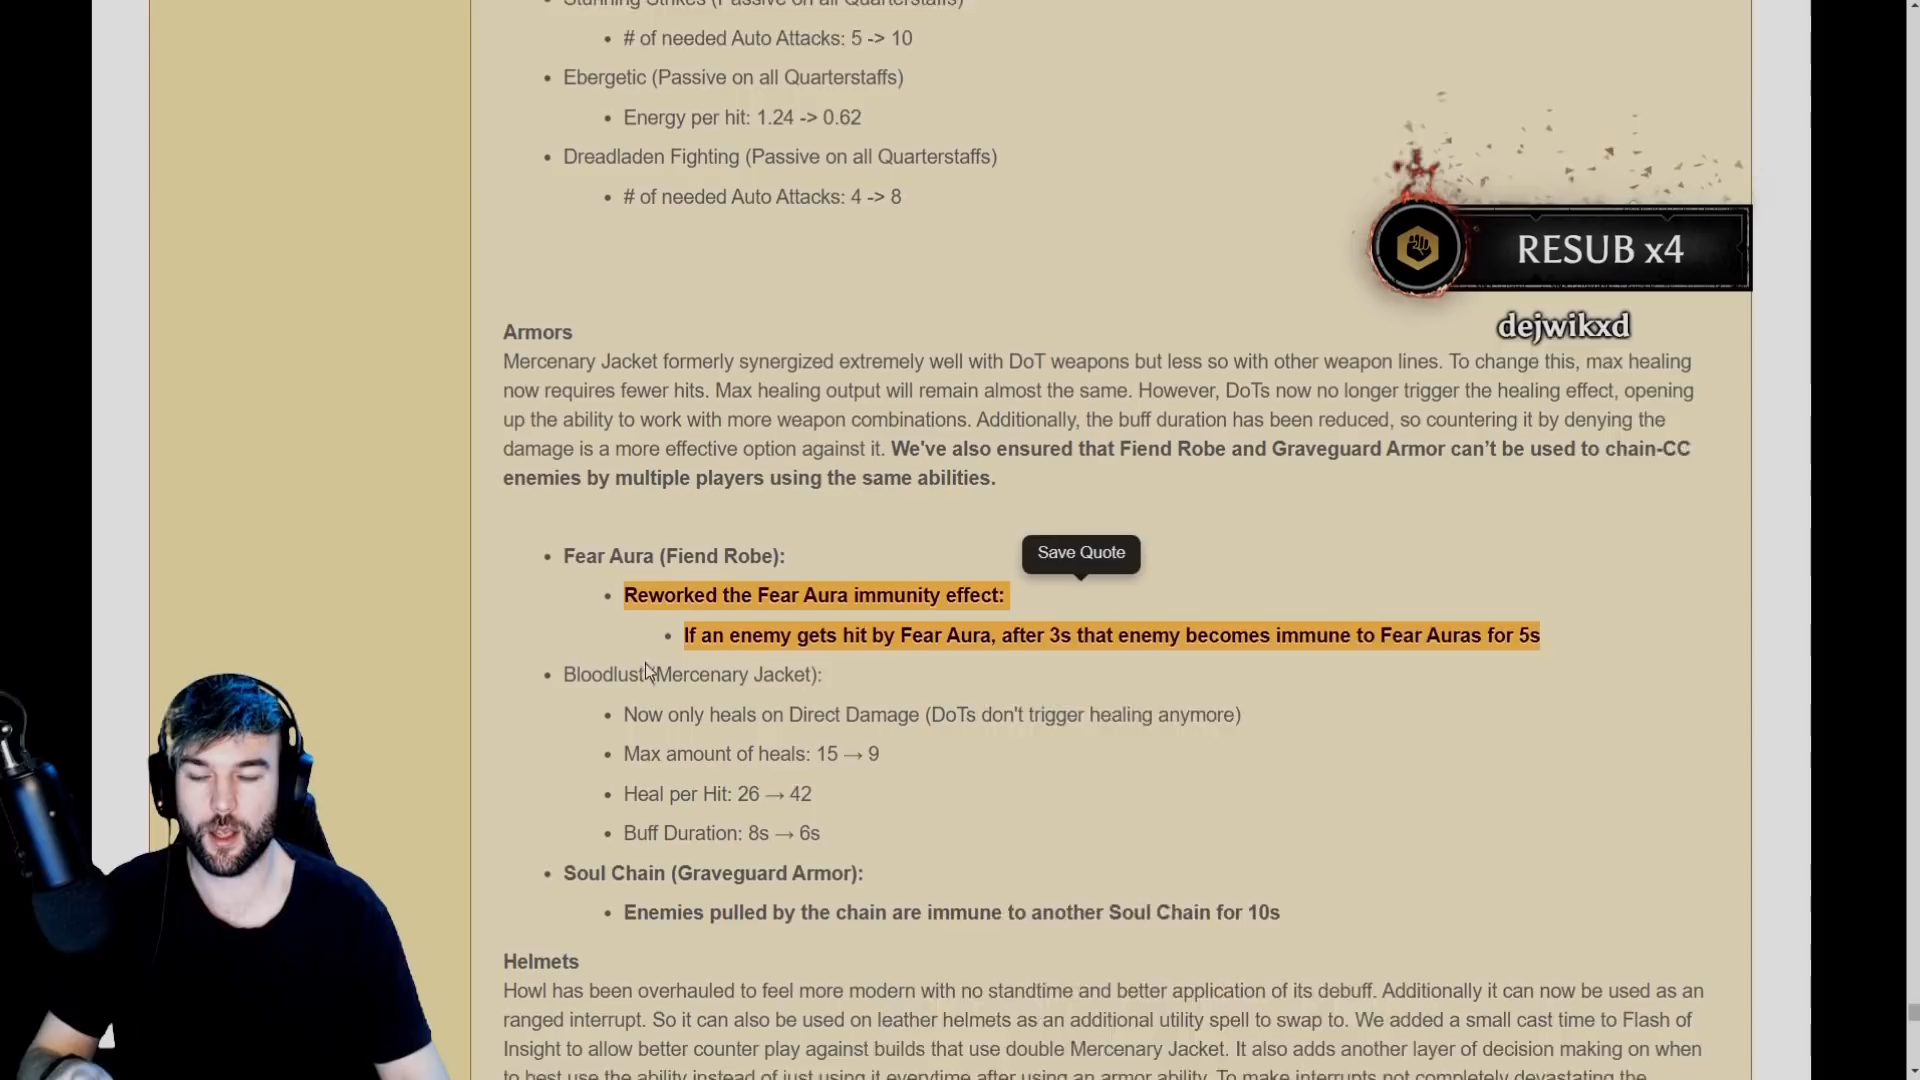 Stunning Strikes (Passive on all Quarterstaffs)
# of needed Auto Attacks: 5 -> 10
Ebergetic (Passive on all Quarterstaffs)
Energy per hit: 1.24 -> 0.62
Dreadladen Fighting (Passive on all Quarterstaffs)
# of needed Auto Attacks: 4 -> 8
RESUB x4
dejwikxd
Armors
Mercenary Jacket formerly synergized extremely well with DoT weapons but less so with other weapon lines. To change this, max healing
now requires fewer hits. Max healing output will remain almost the same. However, DoTs now no longer trigger the healing effect, opening
up the ability to work with more weapon combinations. Additionally, the buff duration has been reduced, so countering it by denying the
damage is a more effective option against it. We've also ensured that Fiend Robe and Graveguard Armor can’t be used to chain-CC
enemies by multiple players using the same abilities.
Fear Aura (Fiend Robe):
Save Quote
Reworked the Fear Aura immunity effect:
If an enemy gets hit by Fear Aura, after 3s that enemy becomes immune to Fear Auras for 5s
Bloodlust (Mercenary Jacket):
Now only heals on Direct Damage (DoTs don't trigger healing anymore)
Max amount of heals: 15 → 9
Heal per Hit: 26 → 42
Buff Duration: 8s → 6s
Soul Chain (Graveguard Armor):
Enemies pulled by the chain are immune to another Soul Chain for 10s
Helmets
Howl has been overhauled to feel more modern with no standtime and better application of its debuff. Additionally it can now be used as an
ranged interrupt. So it can also be used on leather helmets as an additional utility spell to swap to. We added a small cast time to Flash of
Insight to allow better counter play against builds that use double Mercenary Jacket. It also adds another layer of decision making on when
to best use the ability instead of just using it everytime after using an armor ability. To make interrupts not completely devastating the